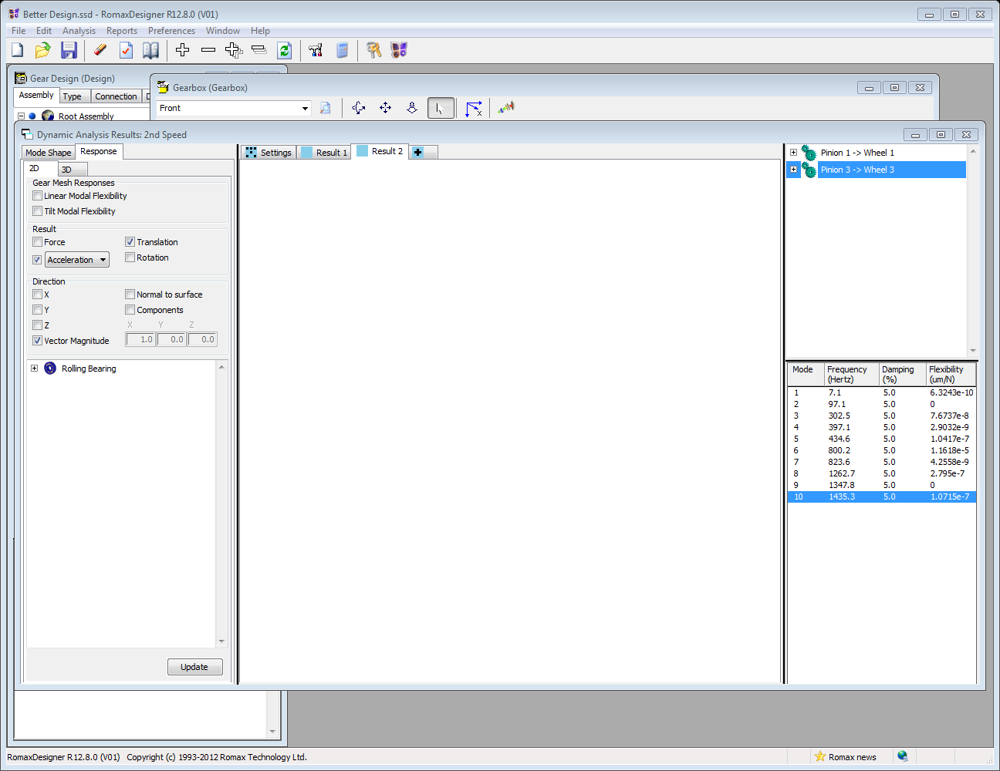 Better Design.ssd - RomaxDesigner R12.8.0 (V01)
File Edit Analysis Reports Preferences Window Help
Gear Design (Design)
Assembly Type Connection
Root Assembly
Gearbox (Gearbox)
Front
Dynamic Analysis Results: 2nd Speed
Mode Shape Response
2D 3D
Gear Mesh Responses
Linear Modal Flexibility
Tilt Modal Flexibility
Result
Force Translation
Acceleration Rotation
Direction
X Normal to surface
Y Components
Z X Y Z
Vector Magnitude 1.0 0.0 0.0
Rolling Bearing
Update
Settings Result 1 Result 2
Pinion 1 -> Wheel 1
Pinion 3 -> Wheel 3
Mode Frequency Damping Flexibility
(Hertz) (%) (um/N)
1 7.1 5.0 6.3243e-10
2 97.1 5.0 0
3 302.5 5.0 7.6737e-8
4 397.1 5.0 2.9032e-9
5 434.6 5.0 1.0417e-7
6 800.2 5.0 1.1618e-5
7 823.6 5.0 4.2558e-9
8 1262.7 5.0 2.795e-7
9 1347.8 5.0 0
10 1435.3 5.0 1.0715e-7
RomaxDesigner R12.8.0 (V01) Copyright (c) 1993-2012 Romax Technology Ltd.
Romax news